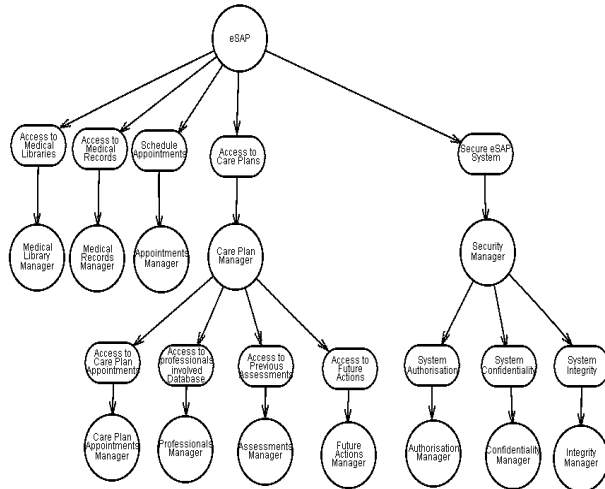 eSAP
Access to
Medical
Libraries
Access to
Medical
Records
Schedule
Appointments
Access to
Care Plans
Secure eSAP
System
Medical
Library
Manager
Medical
Records
Manager
Appointments
Manager
Care Plan
Manager
Security
Manager
Access to
Care Plan
Appointments
Access to
professionals
involved
Database
Access to
Previous
Assessments
Access to
Future
Actions
System
Authorisation
System
Confidentiality
System
Integrity
Care Plan
Appointments
Manager
Professionals
Manager
Assessments
Manager
Future
Actions
Manager
Authorisation
Manager
Confidentiality
Manager
Integrity
Manager